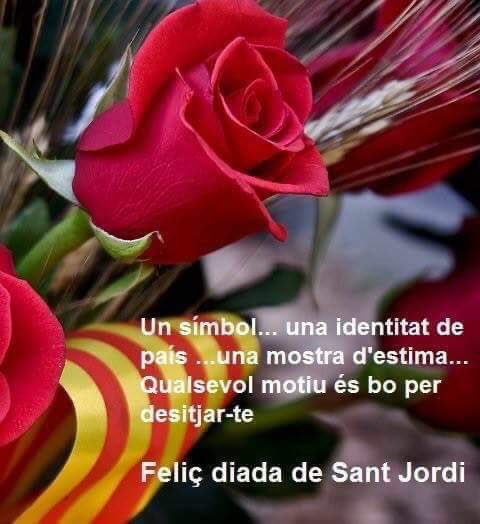 Un símbol... una identitat de
país ...una mostra d'estima...
Qualsevol motiu és bo per
desitjar-te
Feliç diada de Sant Jordi